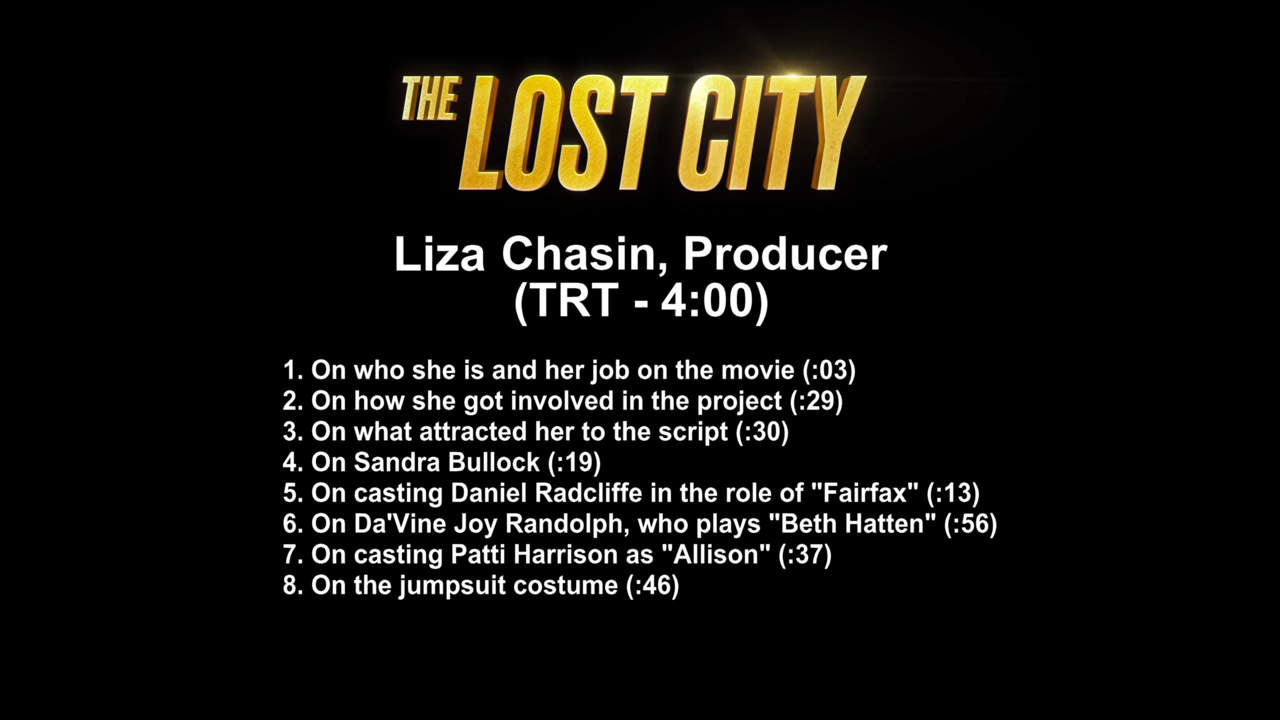 THE LOST CITY
Liza Chasin, Producer
(TRT - 4:00)
1. On who she is and her job on the movie (:03)
2. On how she got involved in the project (:29)
3. On what attracted her to the script (:30)
4. On Sandra Bullock (:19)
5. On casting Daniel Radcliffe in the role of "Fairfax" (:13)
6. On Da'Vine Joy Randolph, who plays "Beth Hatten" (:56)
7. On casting Patti Harrison as "Allison" (:37)
8. On the jumpsuit costume (:46)